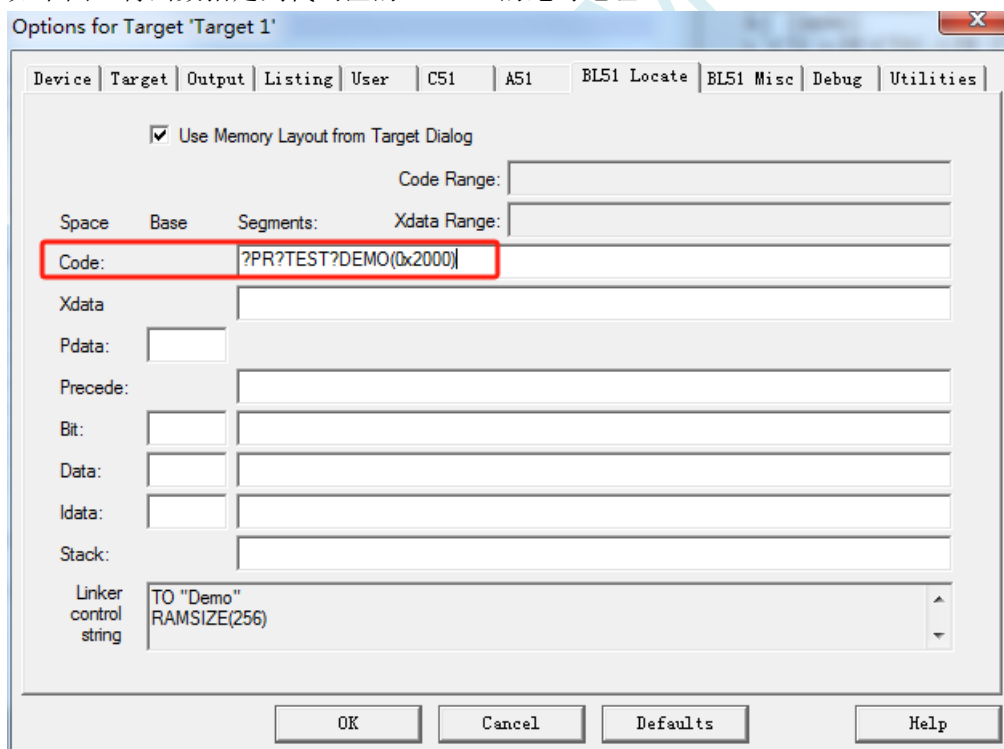 Options for Target 'Target 1'
Device Target Output Listing User C51 A51 BL51 Locate BL51 Misc Debug Utilities
Use Memory Layout from Target Dialog
Code Range:
Space Base Segments: Xdata Range:
Code: ?PR?TEST?DEMO(0x2000)
Xdata
Pdata:
Precede:
Bit:
Data:
Idata:
Stack:
Linker control string
TO "Demo"
RAMSIZE(256)
OK Cancel Defaults Help